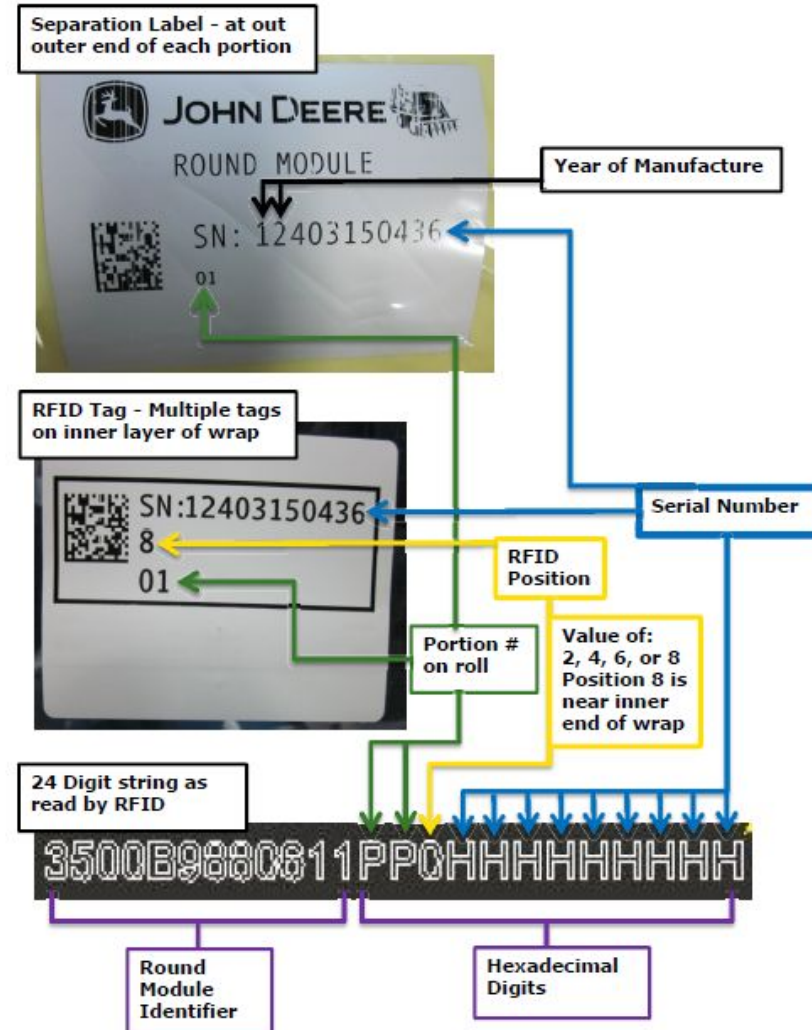 Separation Label - at out
outer end of each portion
JOHN DEERE
ROUND MODULE
Year of Manufacture
SN: 12403150436
01
RFID Tag - Multiple tags
on inner layer of wrap
SN:12403150436
8
01
Serial Number
RFID
Position
Portion #
on roll
Value of:
2, 4, 6, or 8
Position 8 is
near inner
end of wrap
24 Digit string as
read by RFID
3500B9880611PPQHHHHHHHHH
Round
Module
Identifier
Hexadecimal
Digits